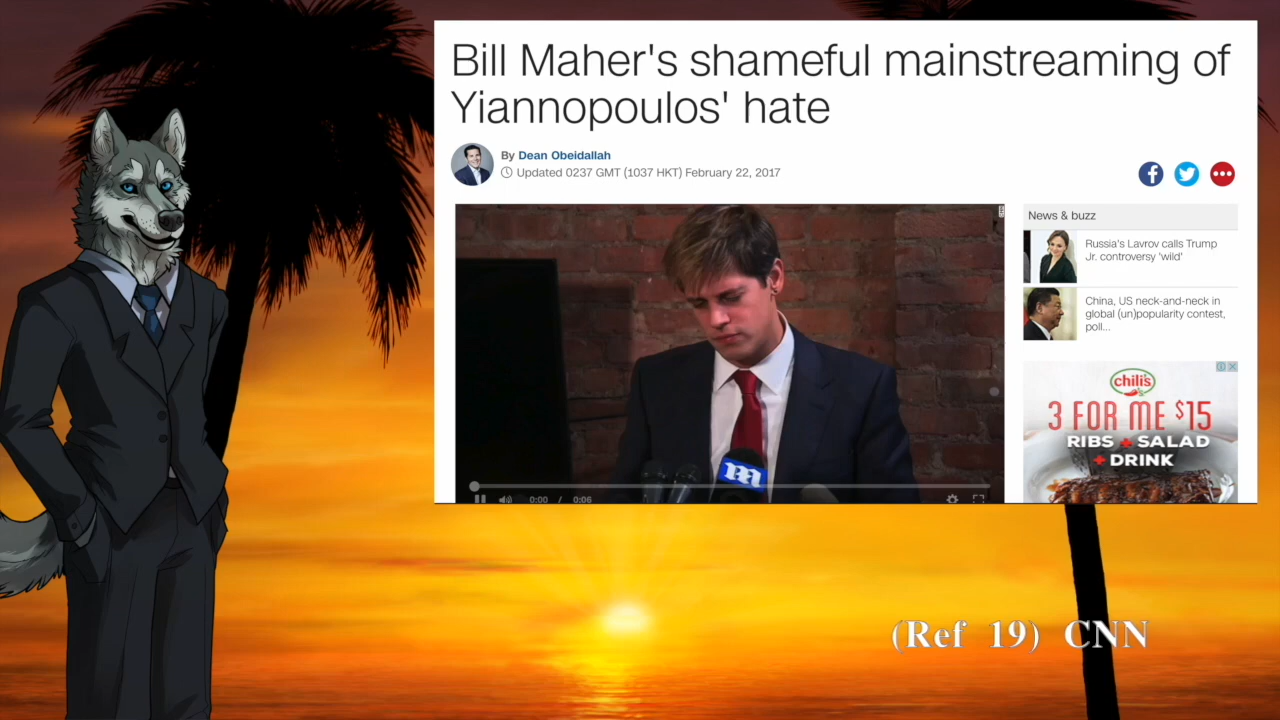 Bill Maher's shameful mainstreaming of
Yiannopoulos' hate
By Dean Obeidallah
Updated 0237 GMT (1037 HKT) February 22, 2017
News & buzz
Russia's Lavrov calls Trump
Jr. controversy 'wild'
China, US neck-and-neck in
global (un)popularity contest,
poll...
chili's
3 FOR ME $15
RIBS + SALAD
+ DRINK
m
0:00 / 0:06
(Ref 19) CNN